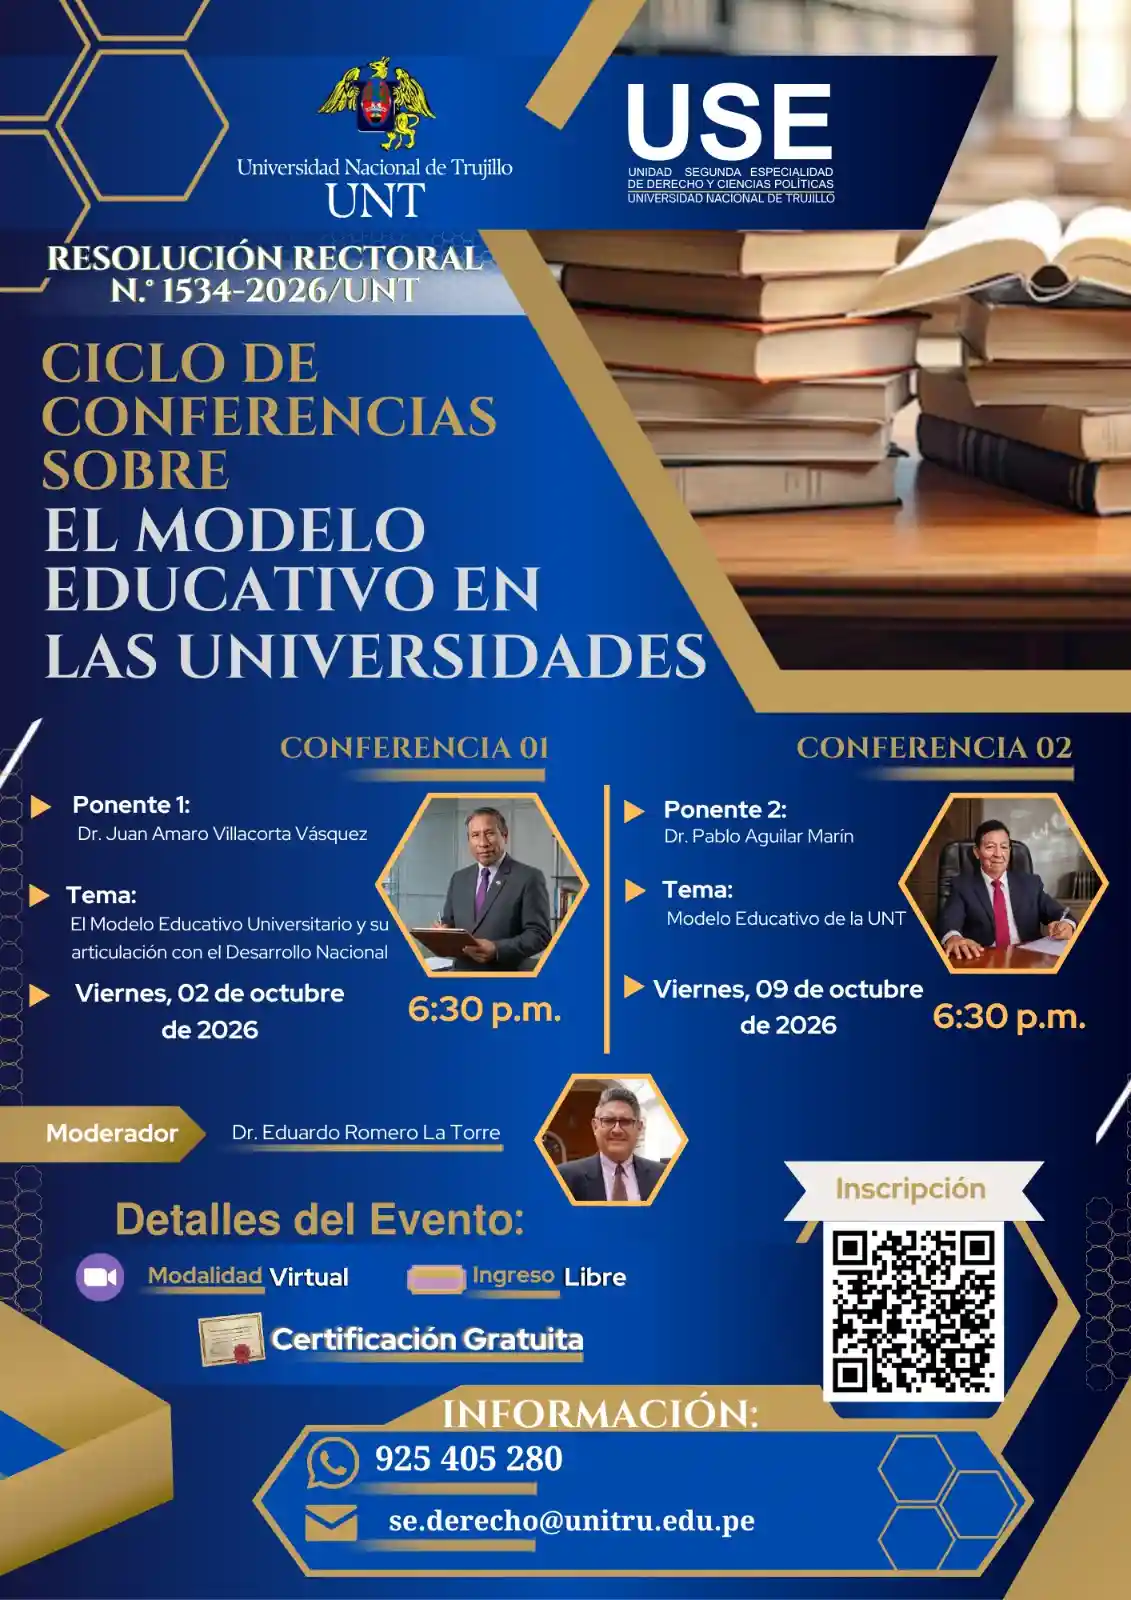 Universidad Nacional de Trujillo
UNT
USE
UNIDAD SEGUNDA ESPECIALIDAD
DE DERECHO Y CIENCIAS POLÍTICAS
UNIVERSIDAD NACIONAL DE TRUJILLO
RESOLUCIÓN RECTORAL
N.° 1534-2026/UNT
CICLO DE
CONFERENCIAS
SOBRE
EL MODELO
EDUCATIVO EN
LAS UNIVERSIDADES
CONFERENCIA 01
Ponente 1:
Dr. Juan Amaro Villacorta Vásquez
Tema:
El Modelo Educativo Universitario y su
articulación con el Desarrollo Nacional
Viernes, 02 de octubre
de 2026
6:30 p.m.
CONFERENCIA 02
Ponente 2:
Dr. Pablo Aguilar Marín
Tema:
Modelo Educativo de la UNT
Viernes, 09 de octubre
de 2026
6:30 p.m.
Moderador
Dr. Eduardo Romero La Torre
Detalles del Evento:
Modalidad Virtual
Ingreso Libre
Certificación Gratuita
Inscripción
INFORMACIÓN:
925 405 280
se.derecho@unitru.edu.pe